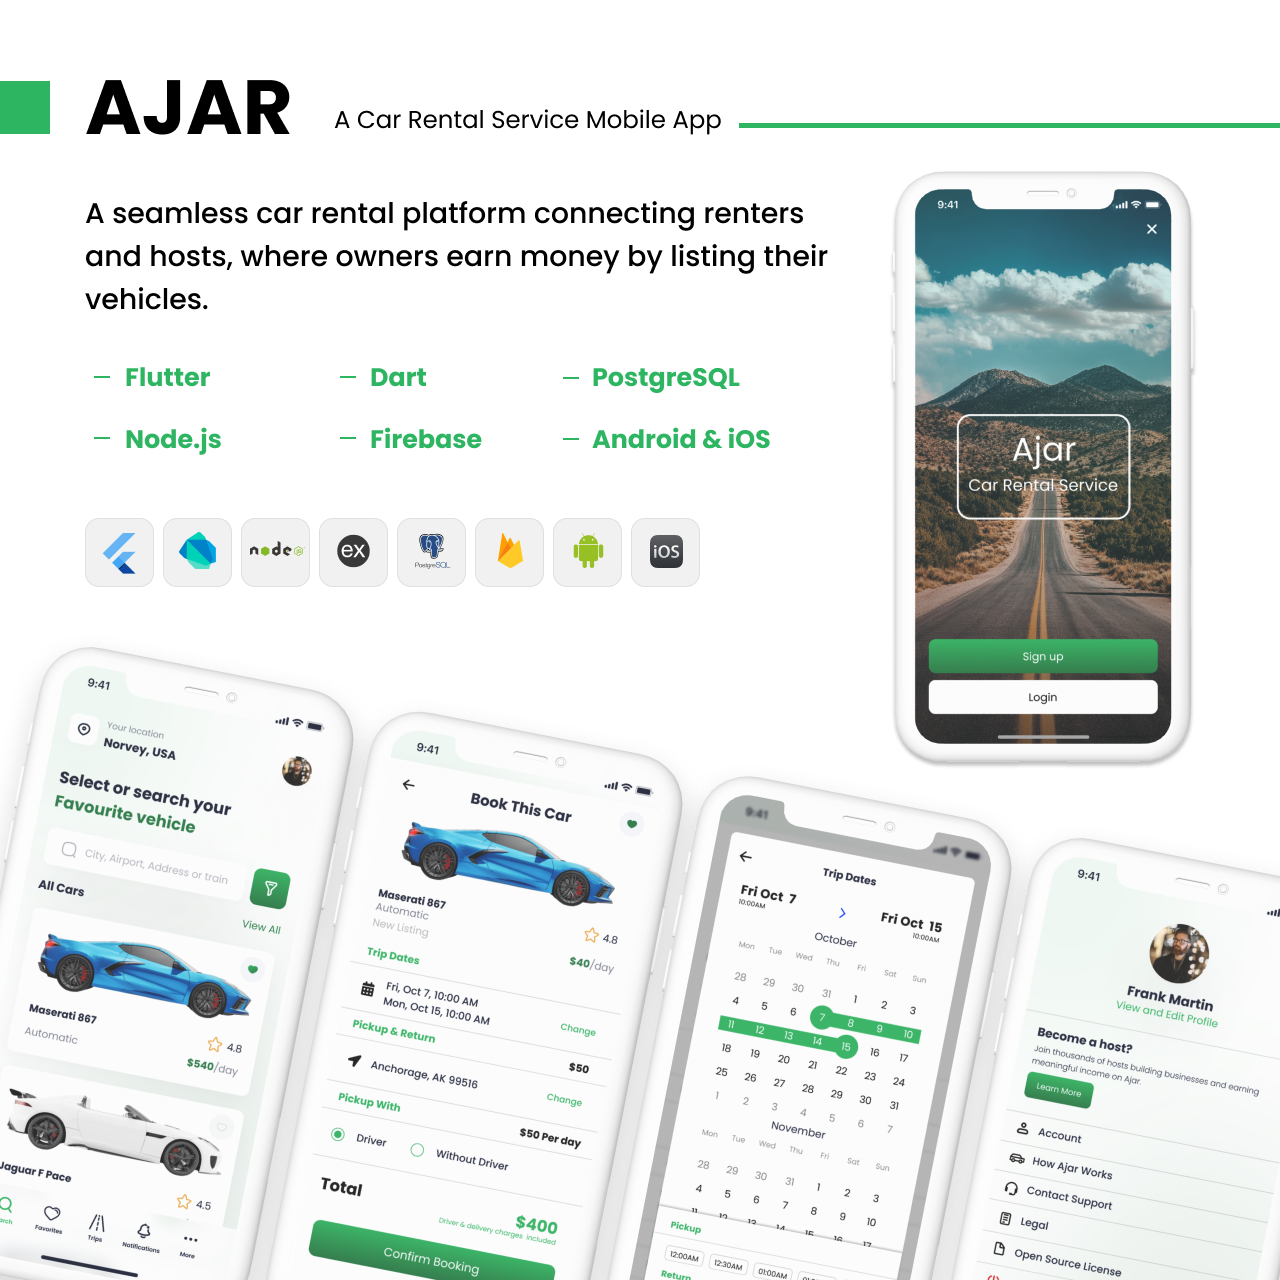 AJAR
A Car Rental Service Mobile App
A seamless car rental platform connecting renters
and hosts, where owners earn money by listing their
vehicles.
Flutter
Dart
PostgreSQL
Node.js
Firebase
Android & iOS
node JS
ex
PostgreSQL
iOS
9:41
Ajar
Car Rental Service
Sign up
Login
9:41
Your location
Norvey, USA
Select or search your
Favourite vehicle
City, Airport, Address or train
All Cars
View All
Maserati 867
4.8
Automatic
$540/day
Jaguar F Pace
4.5
Favorites
Trips
Notifications
More
9:41
Book This Car
Maserati 867
Automatic
4.8
New Listing
$40/day
Trip Dates
Fri, Oct 7, 10:00 AM
Mon, Oct 15, 10:00 AM
Change
Pickup & Return
$50
Anchorage, AK 99516
Change
Pickup With
$50 Per day
Driver
Without Driver
Total
$400
Driver & delivery charges included
Confirm Booking
9:41
Trip Dates
Fri Oct 7
10:00AM
Fri Oct 15
10:00AM
October
Mon Tue Wed Thu Fri Sat Sun
28 29 30 31 1 2 3
4 5 6 7 8 9 10
11 12 13 14 15 16 17
18 19 20 21 22 23 24
25 26 27 28 29 30 31
1 2 3 4 5 6 7
November
Mon Tue Wed Thu Fri Sat Sun
28 29 30 31 1 2 3
4 5 6 7 8 9 10
11 12 13 14 15 16 17
Pickup
12:00AM 12:30AM 01:00AM
Return
9:41
Frank Martin
View and Edit Profile
Become a host?
Join thousands of hosts building businesses and earning
meaningful income on Ajar.
Learn More
Account
How Ajar Works
Contact Support
Legal
Open Source License